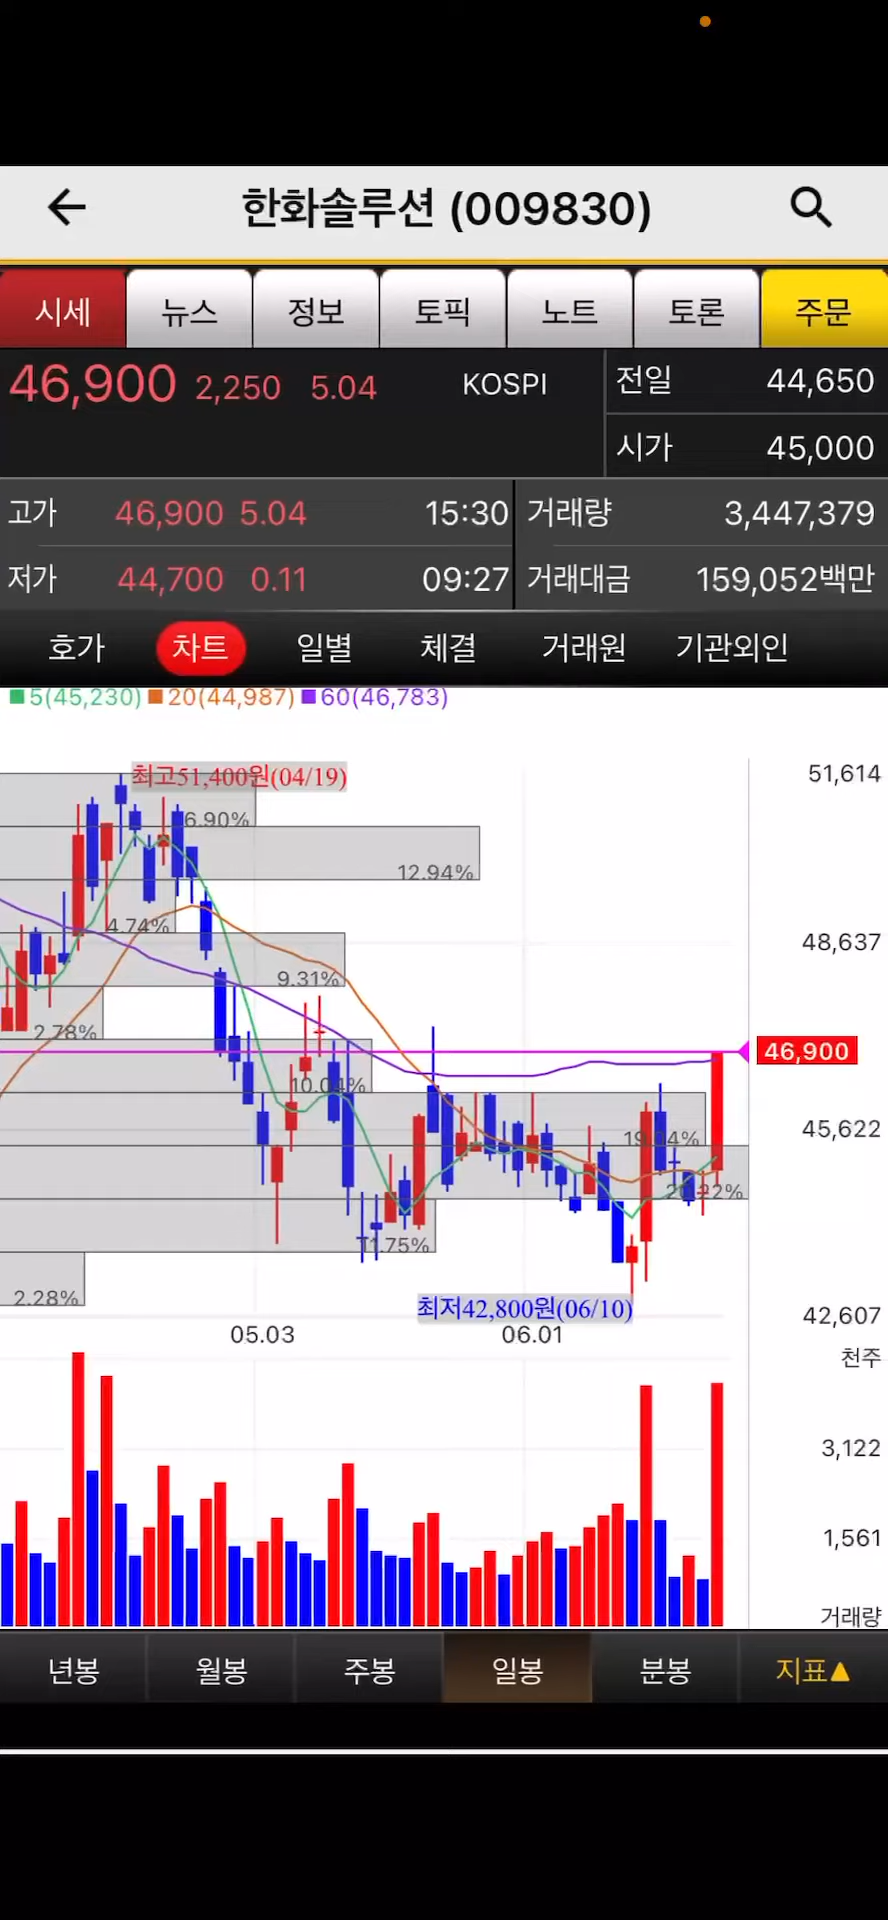 한화솔루션 (009830)
시세 뉴스 정보 토픽 노트 토론 주문
46,900 2,250 5.04 KOSPI 전일 44,650
시가 45,000
고가 46,900 5.04 15:30 거래량 3,447,379
저가 44,700 0.11 09:27 거래대금 159,052백만
호가 차트 일별 체결 거래원 기관외인
5(45,230) 20(44,987) 60(46,783)
최고51,400원(04/19) 51,614
6.90%
12.94%
4.74%
48,637
9.31%
2.78%
46,900
10.04%
45,622
19.04%
20.22%
11.75%
2.28%
최저42,800원(06/10) 42,607
05.03 06.01
천주
3,122
1,561
거래량
년봉 월봉 주봉 일봉 분봉 지표▲